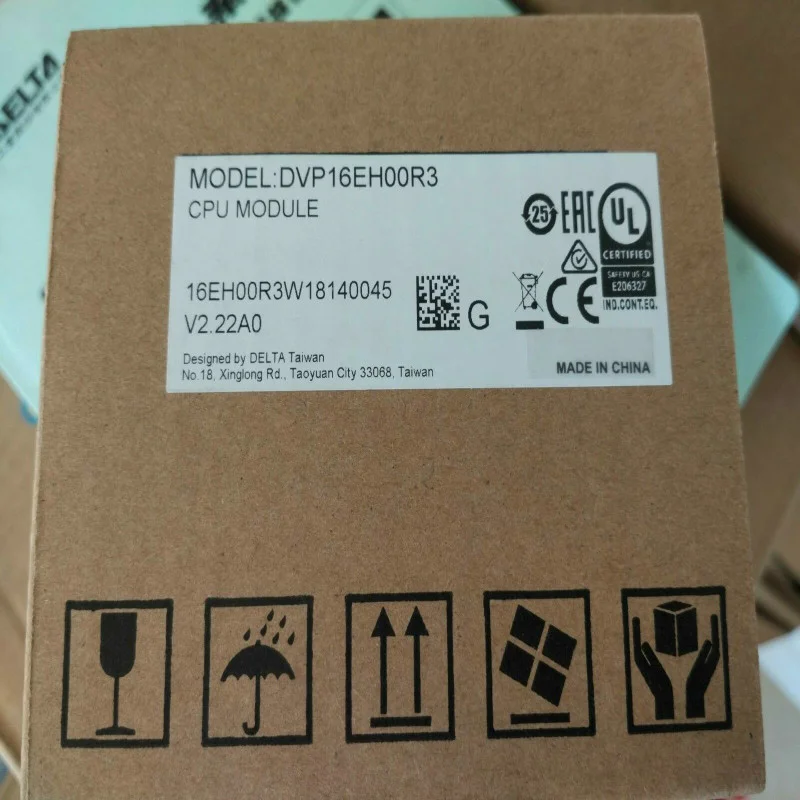 DELTA
MODEL:DVP16EH00R3
CPU MODULE
25
EAC
UL
CERTIFIED
SAFETY US CA
E206327
IND.CONT.EQ.
16EH00R3W18140045
G
CE
V2.22A0
Designed by DELTA Taiwan
No.18, Xinglong Rd., Taoyuan City 33068, Taiwan
MADE IN CHINA